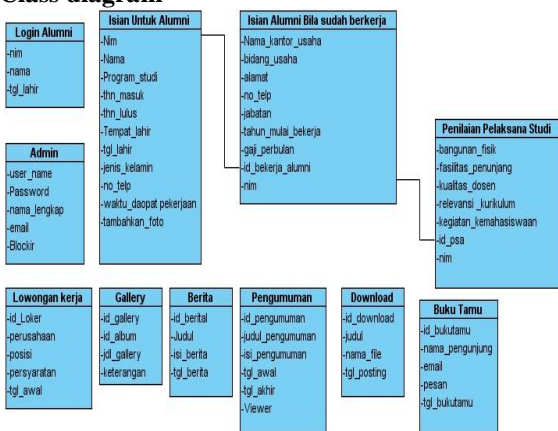 Class diagram
Login Alumni
-nim
-nama
-tgl_lahir
Isian Untuk Alumni
-Nim
-Nama
-Program_studi
-thn_masuk
-thn_lulus
-Tempat_lahir
-tgl_lahir
-jenis_kelamin
-no_telp
-waktu_daopat pekerjaan
-tambahkan_foto
Isian Alumni Bila sudah berkerja
-Nama_kantor_usaha
-bidang_usaha
-alamat
-no_telp
-jabatan
-tahun_mulai_bekerja
-gaji_perbulan
-id_bekerja_alumni
-nim
Penilaian Pelaksana Studi
-bangunan_fisik
-fasilitas_penunjang
-kualitas_dosen
-relevansi _kurikulum
-kegiatan_kemahasiswaan
-id_psa
-nim
Admin
-user_name
-Password
-nama_lengkap
-email
-Blockir
Lowongan kerja
-id_Loker
-perusahaan
-posisi
-persyaratan
-tgl_awal
Gallery
-id_gallery
-id_album
-jdl_gallery
-keterangan
Berita
-id_berital
-Judul
-isi_berita
-tgl_berita
Pengumuman
-id_pengumuman
-judul_pengumuman
-isi_pengumuman
-tgl_awal
-tgl_akhir
-Viewer
Download
-id_download
-judul
-nama_file
-tgl_posting
Buku Tamu
-id_bukutamu
-nama_pengunjung
-email
-pesan
-tgl_bukutamu